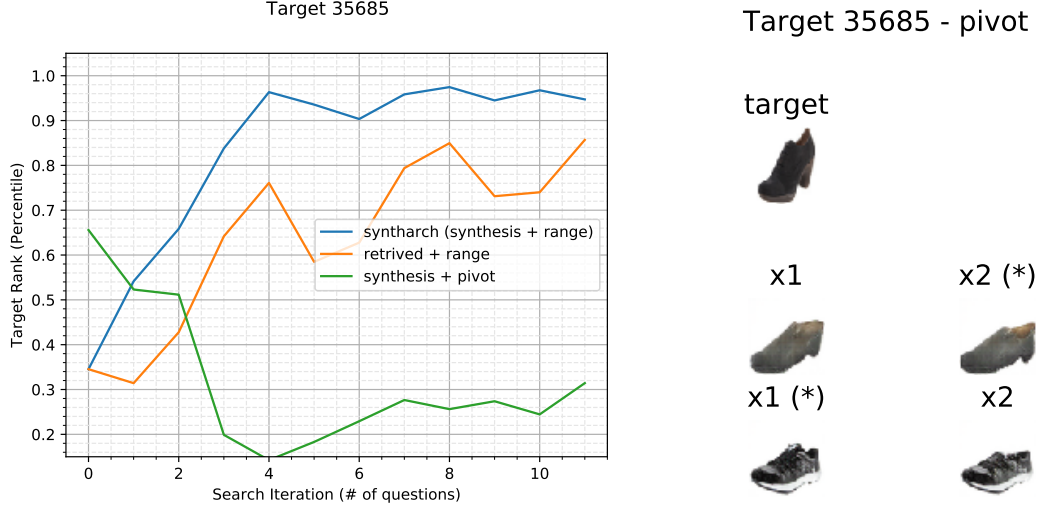 Target 35685
Target Rank (Percentile)
1.0
0.9
0.8
0.7
0.6
0.5
0.4
0.3
0.2
syntharch (synthesis + range)
retrived + range
synthesis + pivot
0 2 4 6 8 10
Search Iteration (# of questions)
Target 35685 - pivot
target
x1 x2 (*)
x1 (*) x2